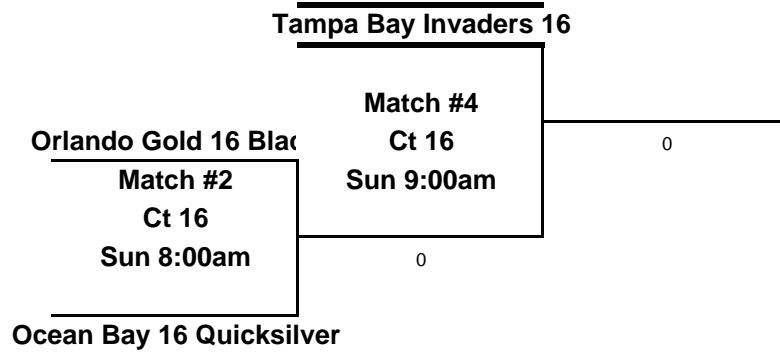 Tampa Bay Invaders 16
Match #4
Ct 16
Sun 9:00am
0
Orlando Gold 16 Blac
Match #2
Ct 16
Sun 8:00am
0
Ocean Bay 16 Quicksilver